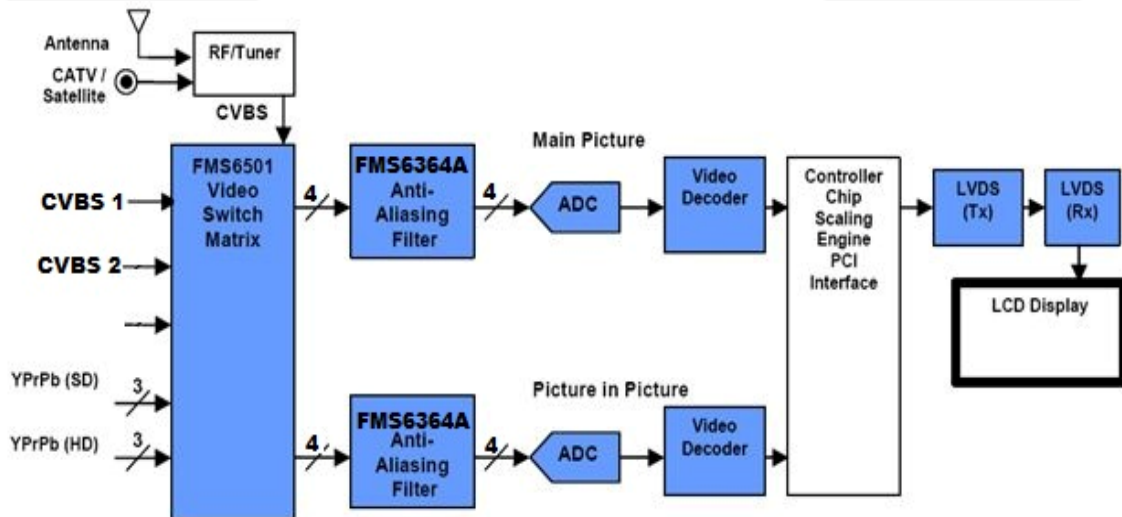 Antenna
CATV /
Satellite
RF/Tuner
CVBS
CVBS 1
CVBS 2
YPrPb (SD)
3
YPrPb (HD)
3
FMS6501
Video
Switch
Matrix
4
FMS6364A
Anti-
Aliasing
Filter
4
Main Picture
ADC
Video
Decoder
4
FMS6364A
Anti-
Aliasing
Filter
4
Picture in Picture
ADC
Video
Decoder
Controller
Chip
Scaling
Engine
PCI
Interface
LVDS
(Tx)
LVDS
(Rx)
LCD Display